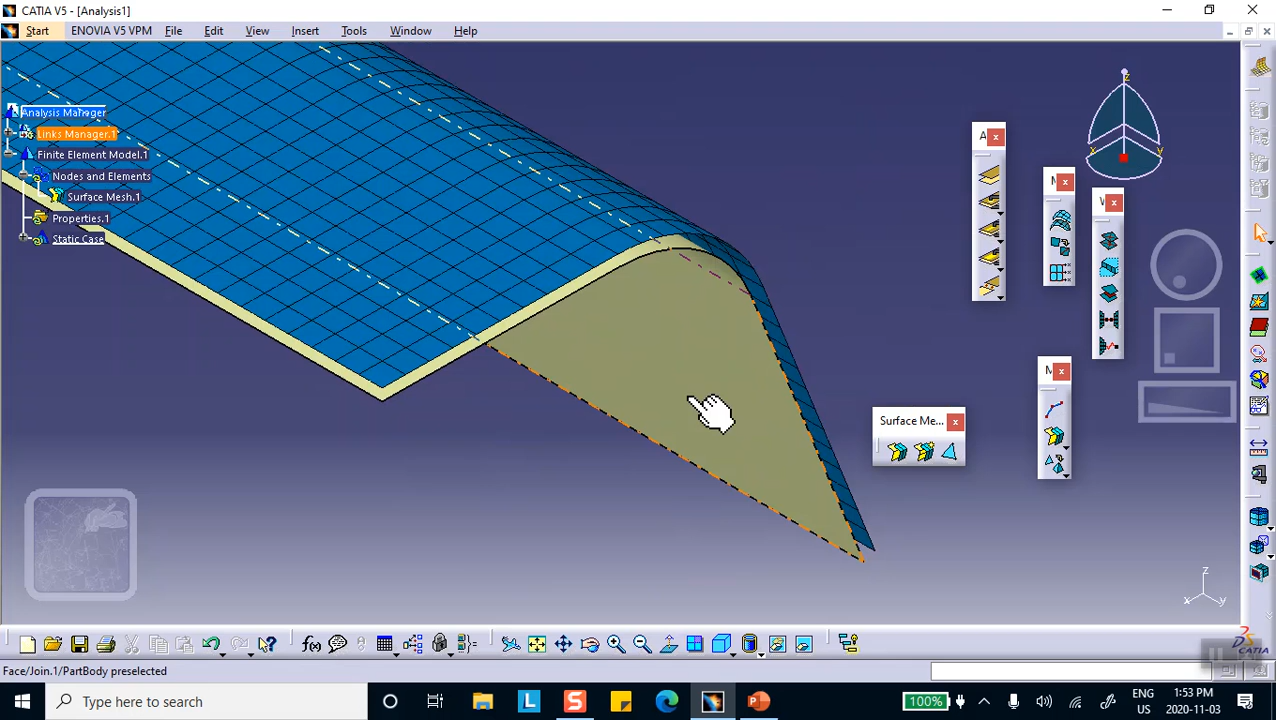 CATIA V5 - [Analysis1]
Start ENOVIA V5 VPM File Edit View Insert Tools Window Help
Analysis Manager
Links Manager.1
Finite Element Model.1
Nodes and Elements
Surface Mesh.1
Properties.1
Static Case
z
x
y
Surface Me...
z
x
y
CATIA
f(x)
Face/Join.1/PartBody preselected
Type here to search
100%
ENG
US
1:53 PM
2020-11-03